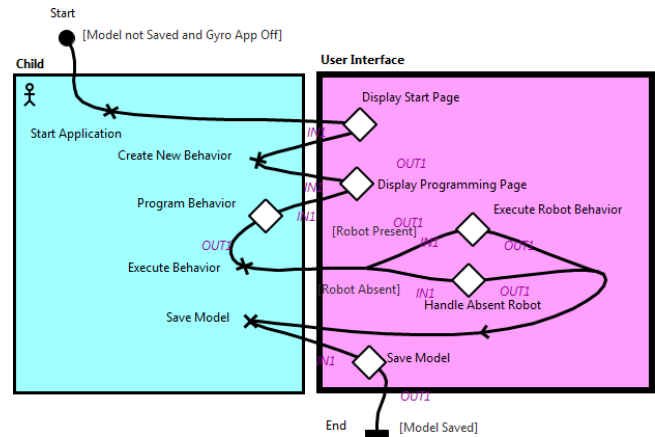 Start
[Model not Saved and Gyro App Off]
Child
User Interface
Display Start Page
Start Application
IN1
Create New Behavior
OUT1
IN1
Display Programming Page
Program Behavior
IN1
Execute Robot Behavior
OUT1
[Robot Present]
IN1
OUT1
OUT1
Execute Behavior
[Robot Absent]
IN1
OUT1
Handle Absent Robot
Save Model
IN1
Save Model
OUT1
End
[Model Saved]